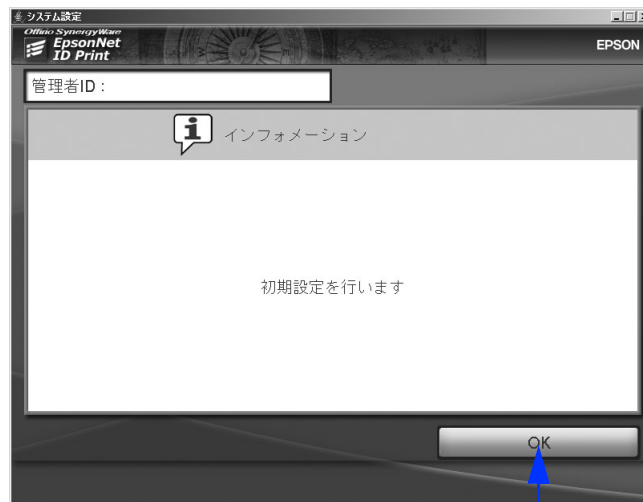 システム設定
Offirio SynergyWare
EpsonNet
ID Print
EPSON
管理者ID：
インフォメーション
初期設定を行います
OK